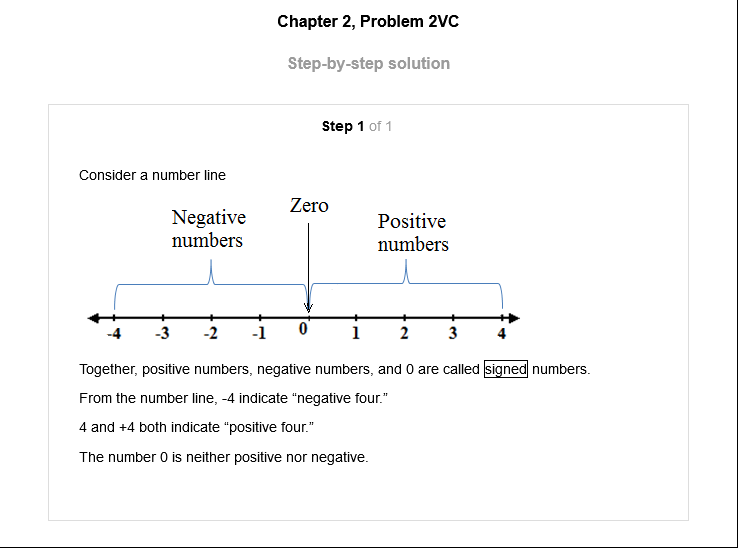 Chapter 2, Problem 2VC
Step-by-step solution
Step 1 of 1
Consider a number line
Zero
Negative
numbers
Positive
numbers
-4 -3 -2 -1 0 1 2 3 4
Together, positive numbers, negative numbers, and 0 are called signed numbers.
From the number line, -4 indicate “negative four.”
4 and +4 both indicate “positive four.”
The number 0 is neither positive nor negative.